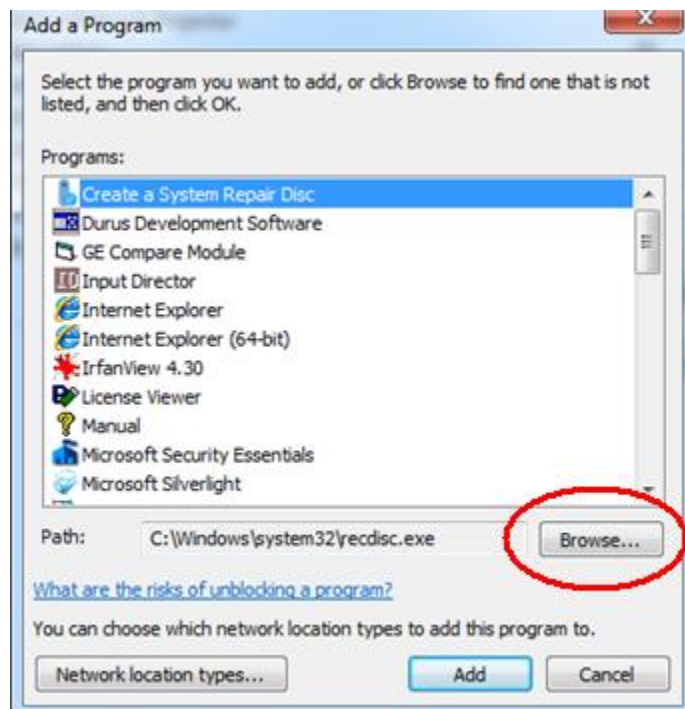 Add a Program
Select the program you want to add, or click Browse to find one that is not
listed, and then click OK.
Programs:
Create a System Repair Disc
Durus Development Software
GE Compare Module
Input Director
Internet Explorer
Internet Explorer (64-bit)
IrfanView 4.30
License Viewer
Manual
Microsoft Security Essentials
Microsoft Silverlight
Path: C:\Windows\system32\recdisc.exe Browse...
What are the risks of unblocking a program?
You can choose which network location types to add this program to.
Network location types... Add Cancel